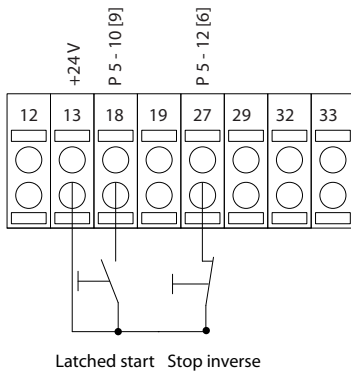 +24 V
P 5 - 10 [9]
P 5 - 12 [6]
12 13 18 19 27 29 32 33
Latched start Stop inverse